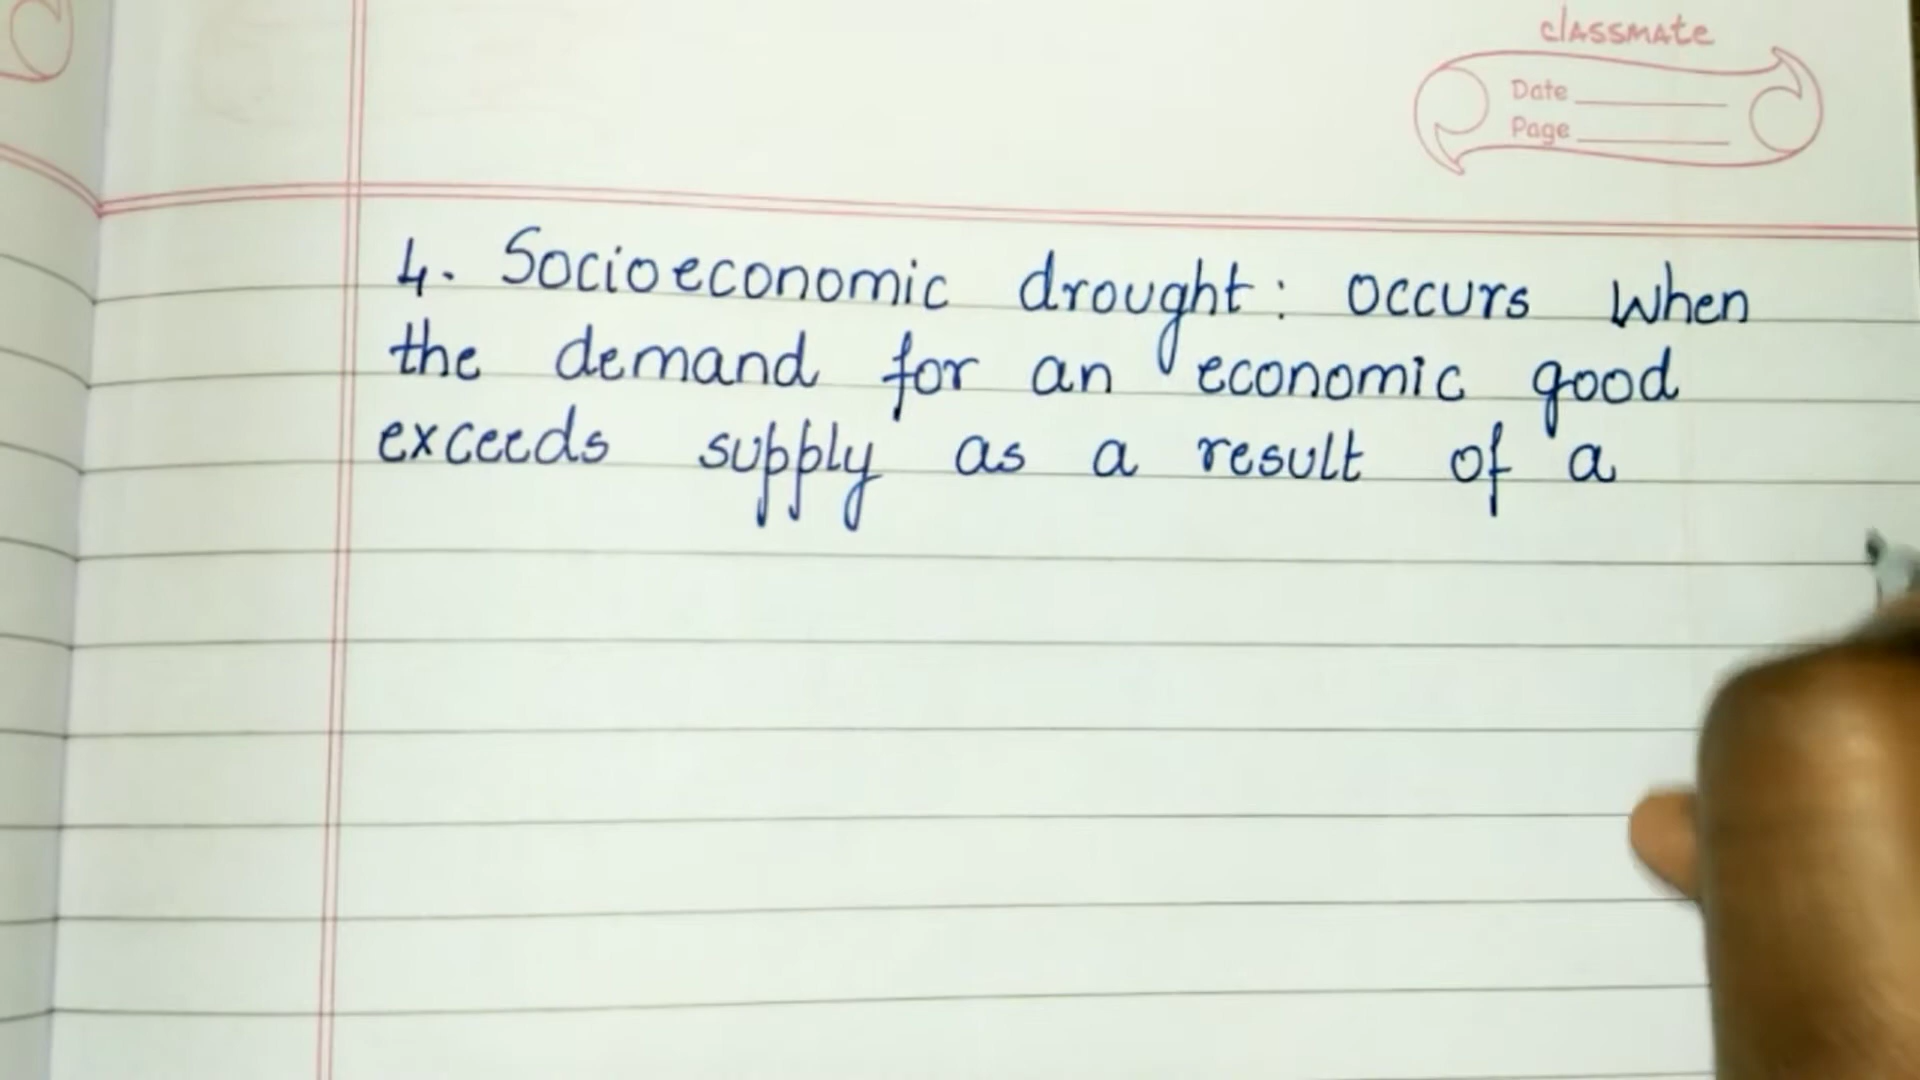 classmate
Date
Page
4. Socioeconomic drought: occurs when
the demand for an economic good
exceeds supply as a result of a